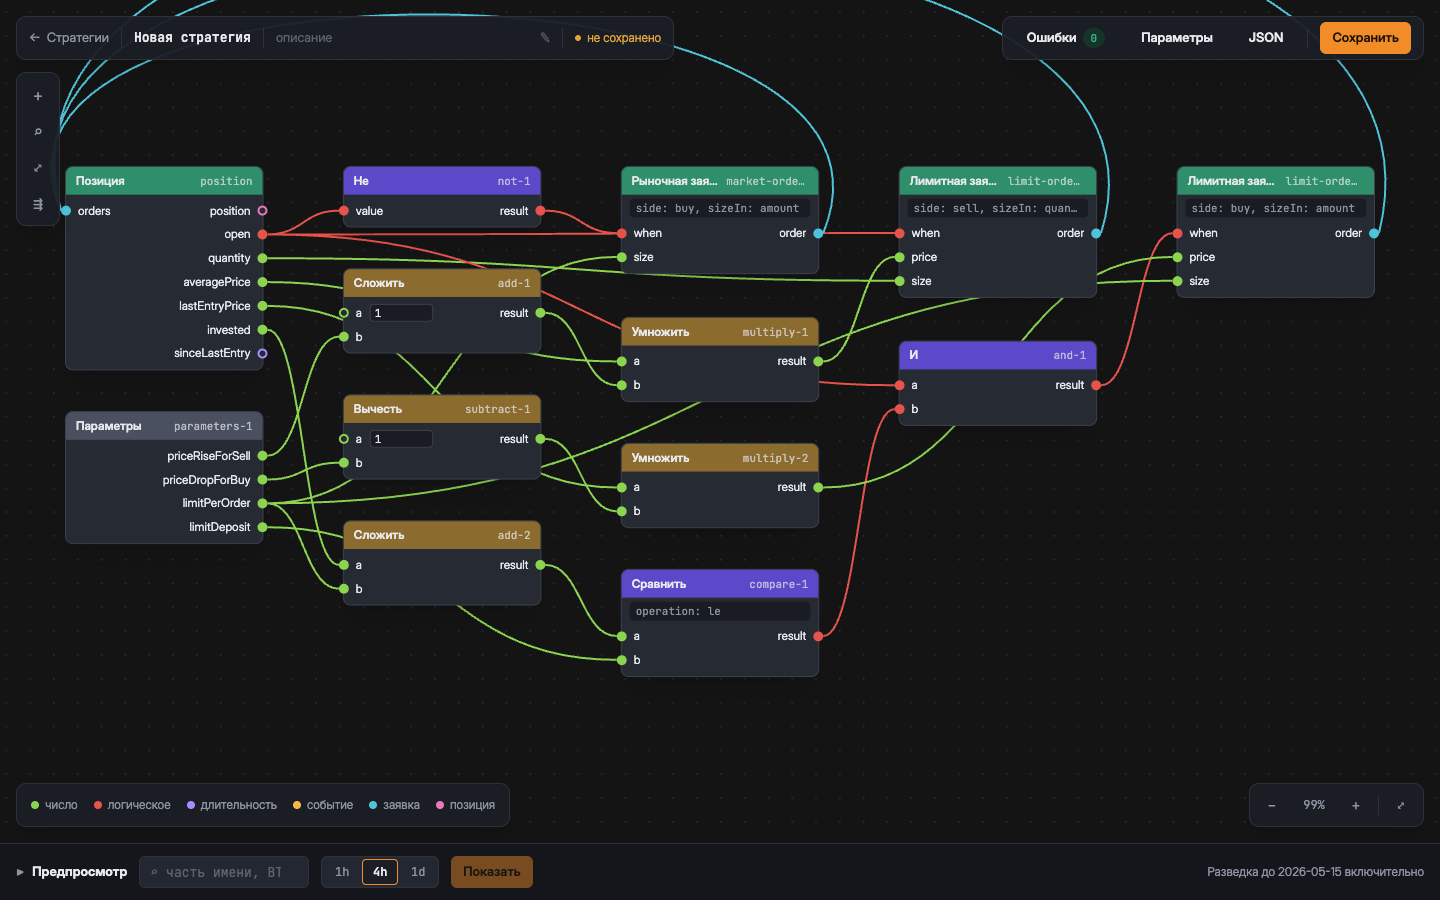 ← Стратегии
Новая стратегия
описание
не сохранено
Ошибки 0
Параметры
JSON
Сохранить
Позиция position
orders position
open
quantity
averagePrice
lastEntryPrice
invested
sinceLastEntry
Параметры parameters-1
priceRiseForSell
priceDropForBuy
limitPerOrder
limitDeposit
Не not-1
value result
Сложить add-1
a 1 result
b
Вычесть subtract-1
a 1 result
b
Сложить add-2
a result
b
Рыночная зая… market-orde…
side: buy, sizeIn: amount
when order
size
Умножить multiply-1
a result
b
Умножить multiply-2
a result
b
Сравнить compare-1
operation: le
a result
b
Лимитная зая… limit-orde…
side: sell, sizeIn: quan…
when order
price
size
И and-1
a result
b
Лимитная зая… limit-orde…
side: buy, sizeIn: amount
when order
price
size
число
логическое
длительность
событие
заявка
позиция
− 99% +
Предпросмотр
часть имени, BT
1h 4h 1d
Показать
Разведка до 2026-05-15 включительно